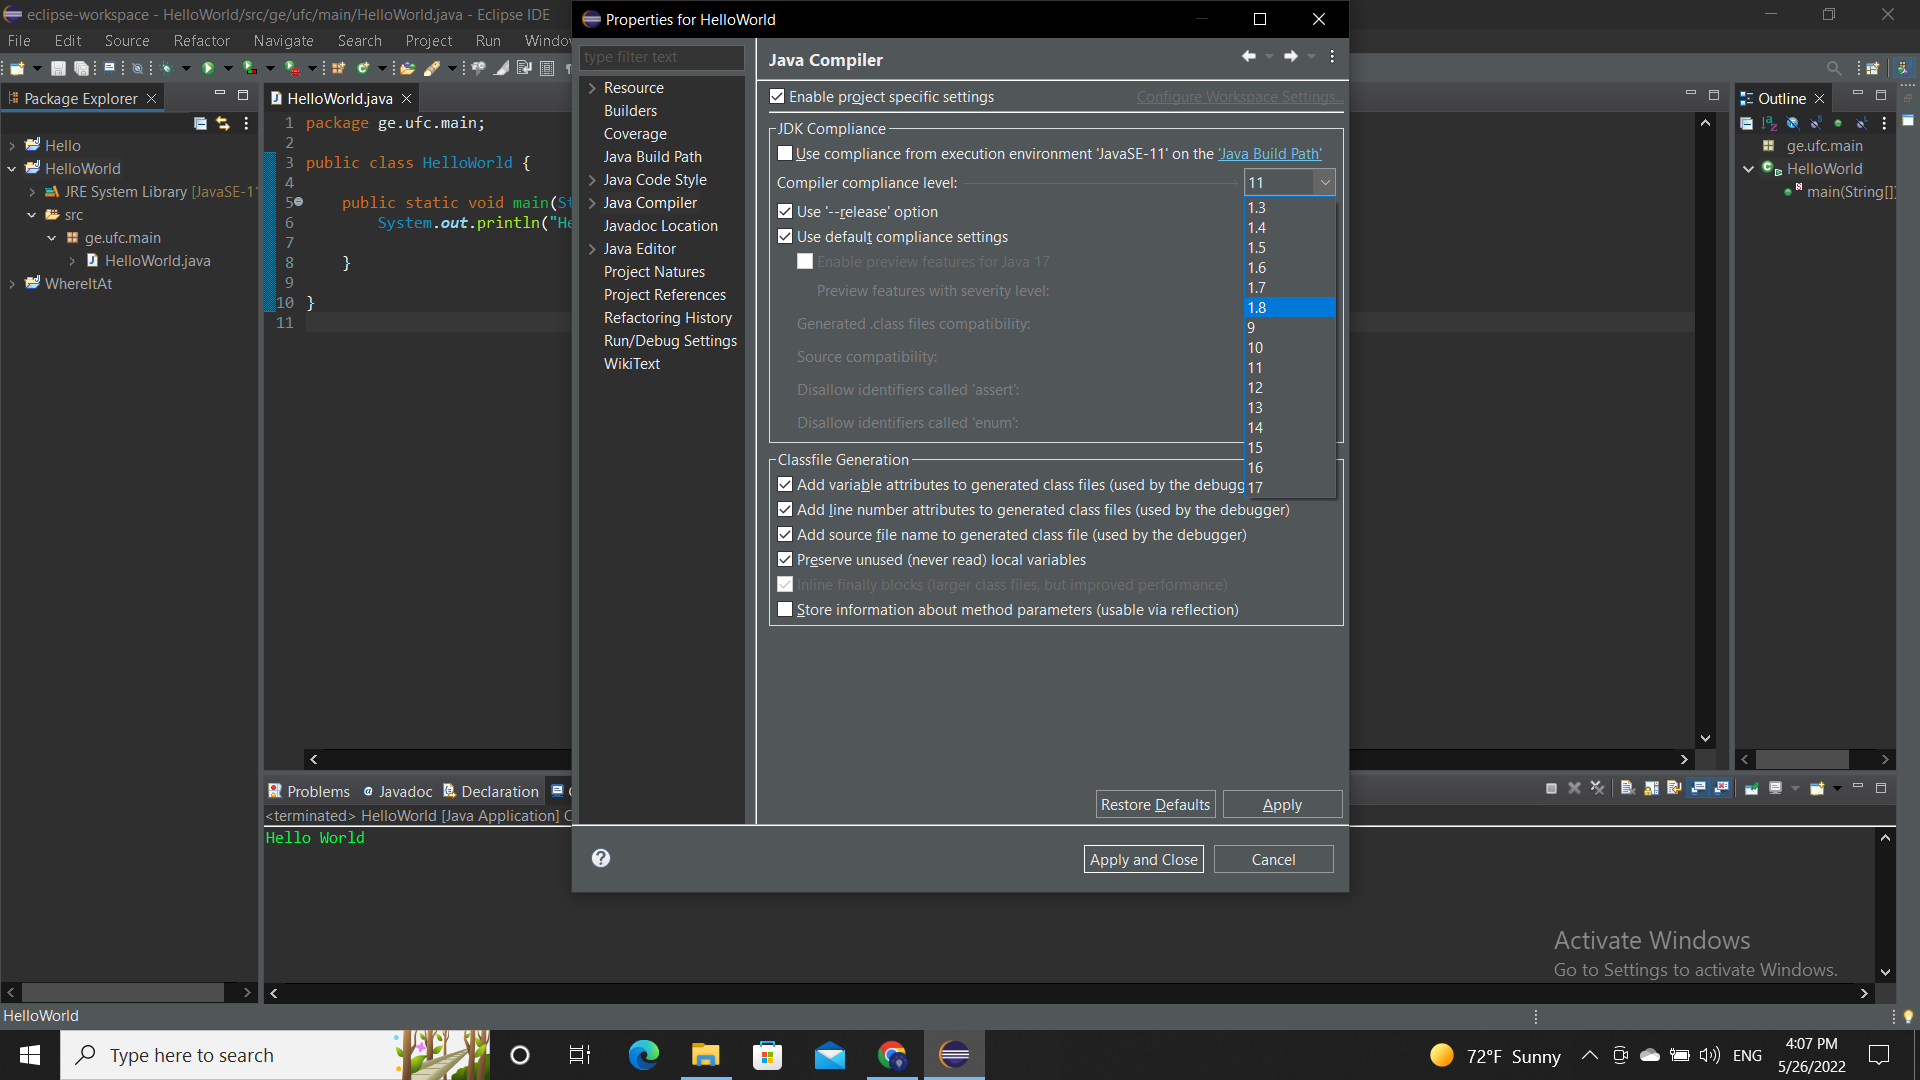 eclipse-workspace - HelloWorld/src/ge/ufc/main/HelloWorld.java - Eclipse IDE
File Edit Source Refactor Navigate Search Project Run Window
Package Explorer
Hello
HelloWorld
JRE System Library [JavaSE-11
src
ge.ufc.main
HelloWorld.java
WhereItAt
HelloWorld.java
1 package ge.ufc.main;
2
3 public class HelloWorld {
4
5 public static void main(St
6 System.out.println("He
7
8 }
9
10 }
11
Properties for HelloWorld
type filter text
Resource
Builders
Coverage
Java Build Path
Java Code Style
Java Compiler
Javadoc Location
Java Editor
Project Natures
Project References
Refactoring History
Run/Debug Settings
WikiText
Java Compiler
Enable project specific settings
Configure Workspace Settings...
JDK Compliance
Use compliance from execution environment 'JavaSE-11' on the 'Java Build Path'
Compiler compliance level: 11
Use '--release' option
Use default compliance settings
Enable preview features for Java 17
Preview features with severity level:
Generated .class files compatibility:
Source compatibility:
Disallow identifiers called 'assert':
Disallow identifiers called 'enum':
1.3
1.4
1.5
1.6
1.7
1.8
9
10
11
12
13
14
15
16
17
Classfile Generation
Add variable attributes to generated class files (used by the debugg
Add line number attributes to generated class files (used by the debugger)
Add source file name to generated class file (used by the debugger)
Preserve unused (never read) local variables
Inline finally blocks (larger class files, but improved performance)
Store information about method parameters (usable via reflection)
Restore Defaults Apply
Apply and Close Cancel
Outline
ge.ufc.main
HelloWorld
main(String[])
Problems Javadoc Declaration
<terminated> HelloWorld [Java Application] C
Hello World
Activate Windows
Go to Settings to activate Windows.
HelloWorld
Type here to search
72°F Sunny
ENG
4:07 PM
5/26/2022